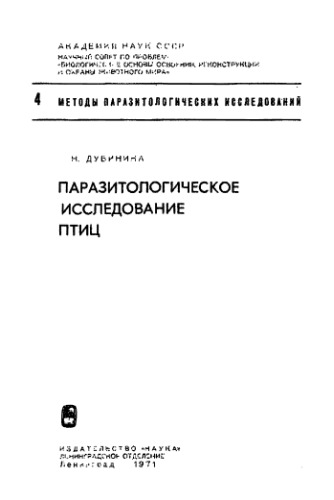 АКАДЕМИЯ НАУК СССР
НАУЧНЫЙ СОВЕТ ПО ПРОБЛЕМЕ
«БИОЛОГИЧЕСКИЕ ОСНОВЫ ОСВОЕНИЯ, РЕКОНСТРУКЦИИ
И ОХРАНЫ ЖИВОТНОГО МИРА»
4 МЕТОДЫ ПАРАЗИТОЛОГИЧЕСКИХ ИССЛЕДОВАНИЙ
Н. ДУБИНИНА
ПАРАЗИТОЛОГИЧЕСКОЕ
ИССЛЕДОВАНИЕ
ПТИЦ
ИЗДАТЕЛЬСТВО «НАУКА»
ЛЕНИНГРАДСКОЕ ОТДЕЛЕНИЕ
Ленинград 1971